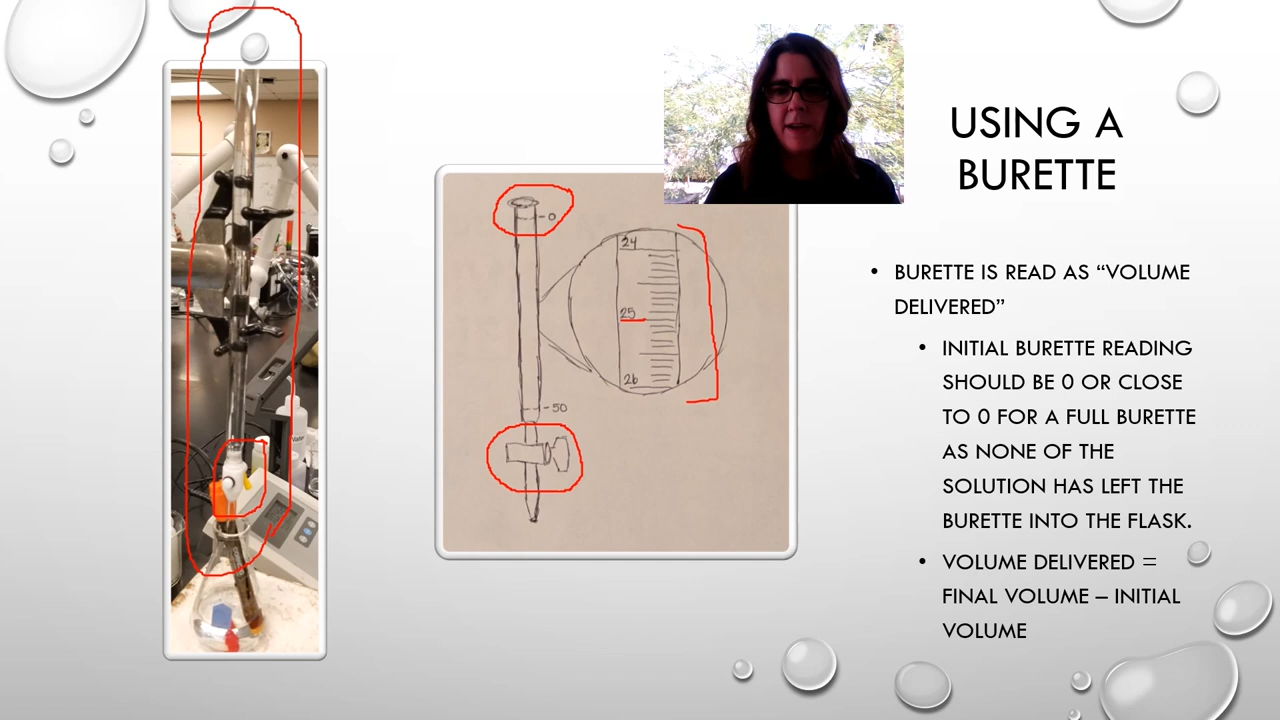 USING A
BURETTE
0
24
25
26
50
• BURETTE IS READ AS “VOLUME
DELIVERED”
• INITIAL BURETTE READING
SHOULD BE 0 OR CLOSE
TO 0 FOR A FULL BURETTE
AS NONE OF THE
SOLUTION HAS LEFT THE
BURETTE INTO THE FLASK.
• VOLUME DELIVERED =
FINAL VOLUME – INITIAL
VOLUME